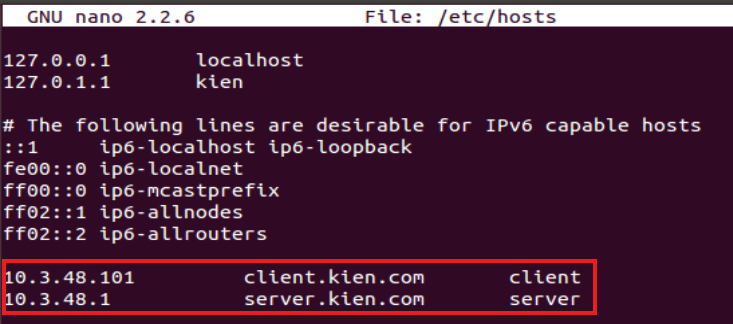 GNU nano 2.2.6 File: /etc/hosts
127.0.0.1 localhost
127.0.1.1 kien
# The following lines are desirable for IPv6 capable hosts
::1 ip6-localhost ip6-loopback
fe00::0 ip6-localnet
ff00::0 ip6-mcastprefix
ff02::1 ip6-allnodes
ff02::2 ip6-allrouters
10.3.48.101 client.kien.com client
10.3.48.1 server.kien.com server